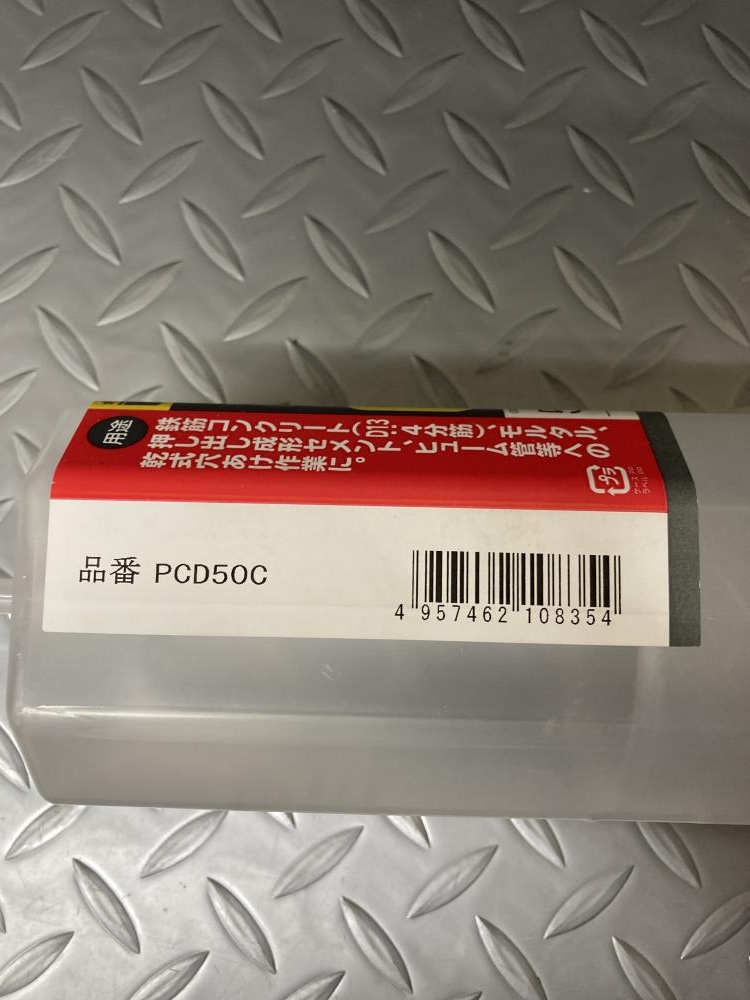 用途
鉄筋コンクリート(D13:4分筋)、モルタル、
押し出し成形セメント、ヒューム管等への
乾式穴あけ作業に。
プラ
品番 PCD50C
4 957462 108354